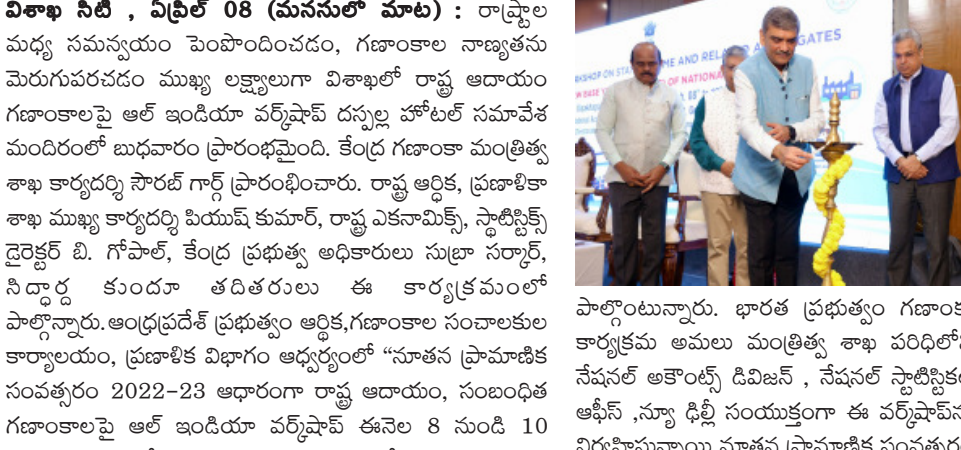 విశాఖ సిటీ , ఏప్రిల్ 08 (మనసులో మాట) : రాష్ట్రాల
మధ్య సమన్వయం పెంపొందించడం, గణాంకాల నాణ్యతను
మెరుగుపరచడం ముఖ్య లక్ష్యాలుగా విశాఖలో రాష్ట్ర ఆదాయం
గణాంకాలపై ఆల్ ఇండియా వర్క్‌షాప్ దస్పల్ల హోటల్ సమావేశ
మందిరంలో బుధవారం ప్రారంభమైంది. కేంద్ర గణాంకా మంత్రిత్వ
శాఖ కార్యదర్శి సౌరబ్ గార్గ్ ప్రారంభించారు. రాష్ట్ర ఆర్ధిక, ప్రణాళికా
శాఖ ముఖ్య కార్యదర్శి పియుష్ కుమార్, రాష్ట్ర ఎకనామిక్స్, స్థాటిస్టిక్స్
డైరెక్టర్ బి. గోపాల్, కేంద్ర ప్రభుత్వ అధికారులు సుబ్రా సర్కార్,
సిద్ధార్ద కుందూ తదితరులు ఈ కార్యక్రమంలో
పాల్గొన్నారు.ఆంధ్రప్రదేశ్ ప్రభుత్వం ఆర్థిక,గణాంకాల సంచాలకుల
కార్యాలయం, ప్రణాళిక విభాగం ఆధ్వర్యంలో “నూతన ప్రామాణిక
సంవత్సరం 2022-23 ఆధారంగా రాష్ట్ర ఆదాయం, సంబంధిత
గణాంకాలపై ఆల్ ఇండియా వర్క్‌షాప్ ఈనెల 8 నుండి 10
పాల్గొంటున్నారు. భారత ప్రభుత్వం
కార్యక్రమ అమలు మంత్రిత్వ శాఖ
నేషనల్ అకౌంట్స్ డివిజన్ , నేషనల్
ఆఫీస్ ,న్యూ ఢిల్లీ సంయుక్తంగా ఈ